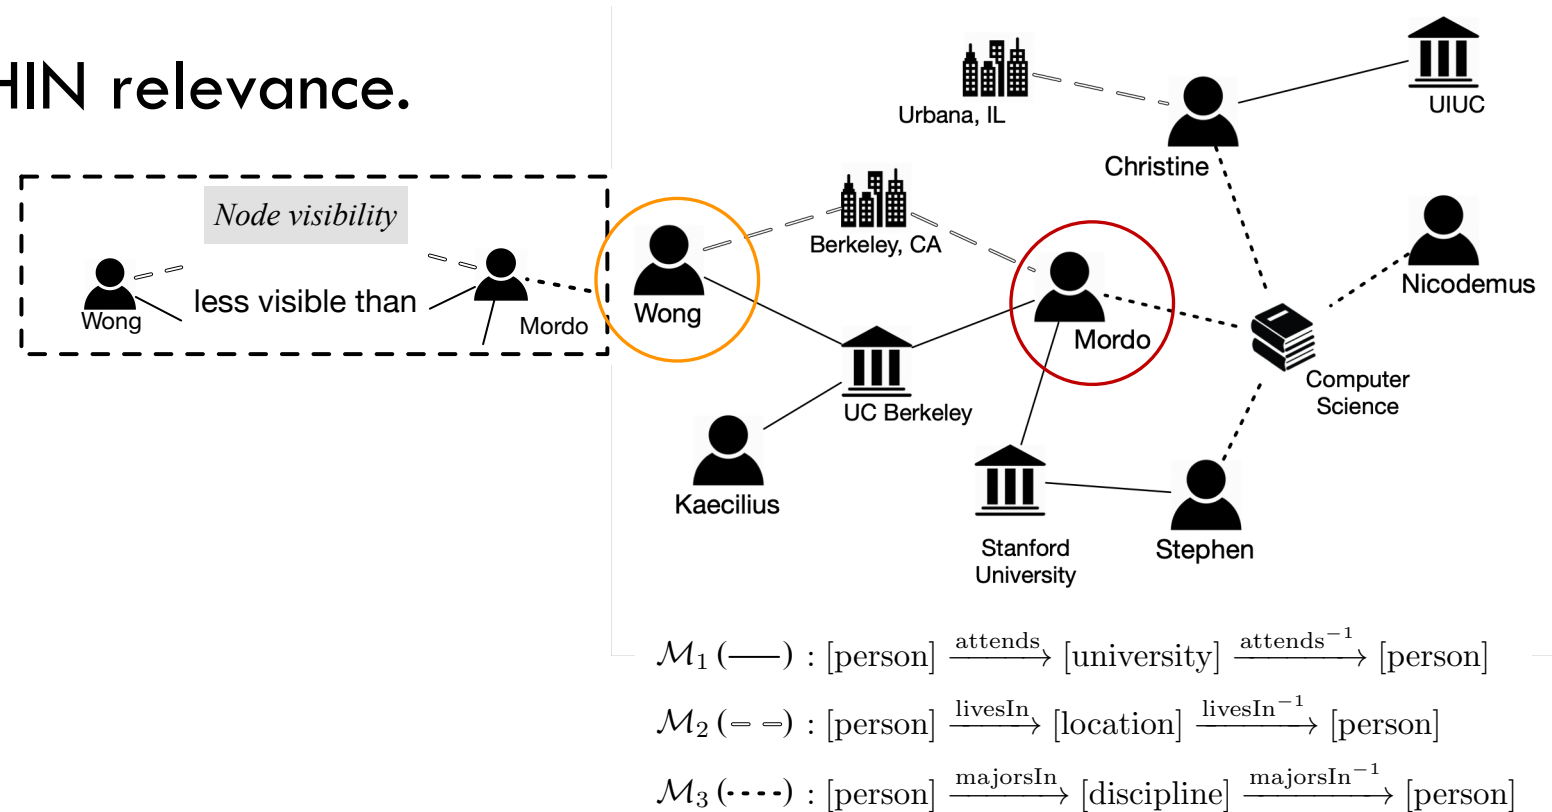 HIN relevance.
Node visibility
less visible than
Wong
Mordo
Urbana, IL
UIUC
Christine
Berkeley, CA
Nicodemus
Wong
Mordo
Computer
Science
UC Berkeley
Kaecilius
Stanford
University
Stephen
ℳ₁ (——) : [person] —attends→ [university] —attends⁻¹→ [person]
ℳ₂ (= =) : [person] —livesIn→ [location] —livesIn⁻¹→ [person]
ℳ₃ (····) : [person] —majorsIn→ [discipline] —majorsIn⁻¹→ [person]